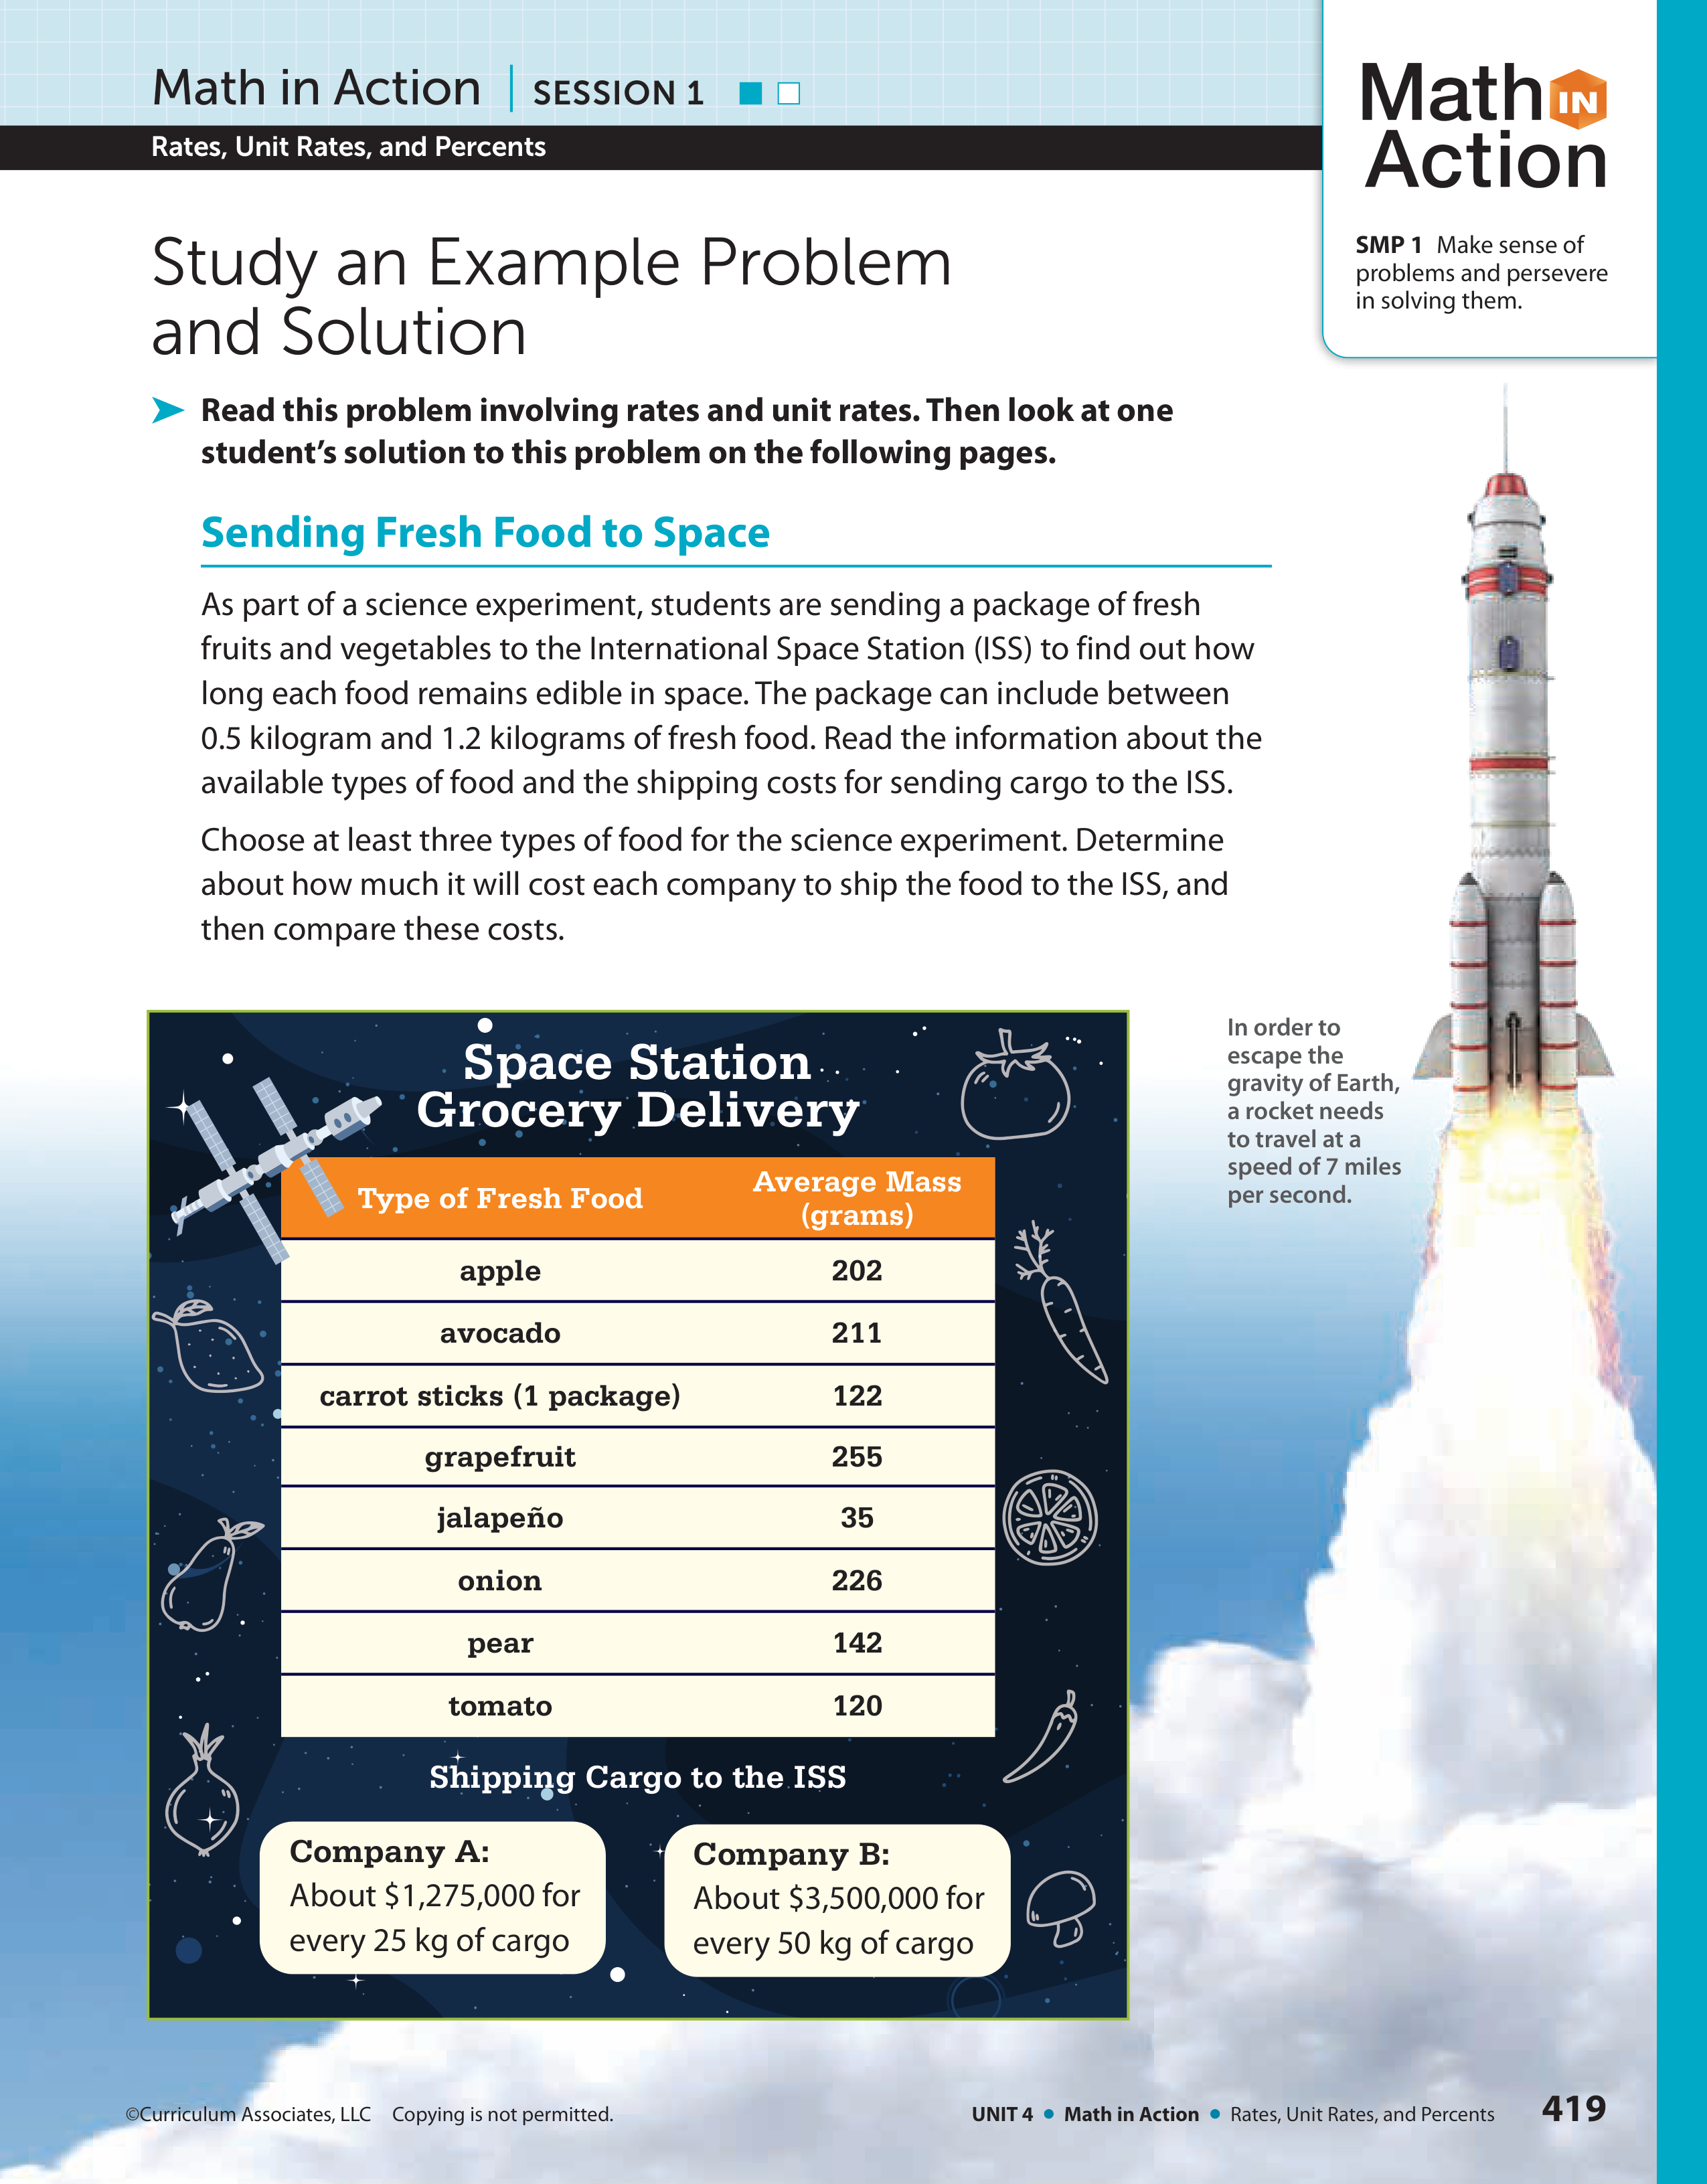 Math in Action | SESSION 1
Rates, Unit Rates, and Percents
Math IN
Action
SMP 1 Make sense of
problems and persevere
in solving them.
Study an Example Problem
and Solution
Read this problem involving rates and unit rates. Then look at one
student's solution to this problem on the following pages.
Sending Fresh Food to Space
As part of a science experiment, students are sending a package of fresh
fruits and vegetables to the International Space Station (ISS) to find out how
long each food remains edible in space. The package can include between
0.5 kilogram and 1.2 kilograms of fresh food. Read the information about the
available types of food and the shipping costs for sending cargo to the ISS.
Choose at least three types of food for the science experiment. Determine
about how much it will cost each company to ship the food to the ISS, and
then compare these costs.
In order to
escape the
gravity of Earth,
a rocket needs
to travel at a
speed of 7 miles
per second.
Space Station
Grocery Delivery
Type of Fresh Food Average Mass
(grams)
apple 202
avocado 211
carrot sticks (1 package) 122
grapefruit 255
jalapeño 35
onion 226
pear 142
tomato 120
Shipping Cargo to the ISS
Company A:
About $1,275,000 for
every 25 kg of cargo
Company B:
About $3,500,000 for
every 50 kg of cargo
©Curriculum Associates, LLC Copying is not permitted.
UNIT 4 • Math in Action • Rates, Unit Rates, and Percents 419